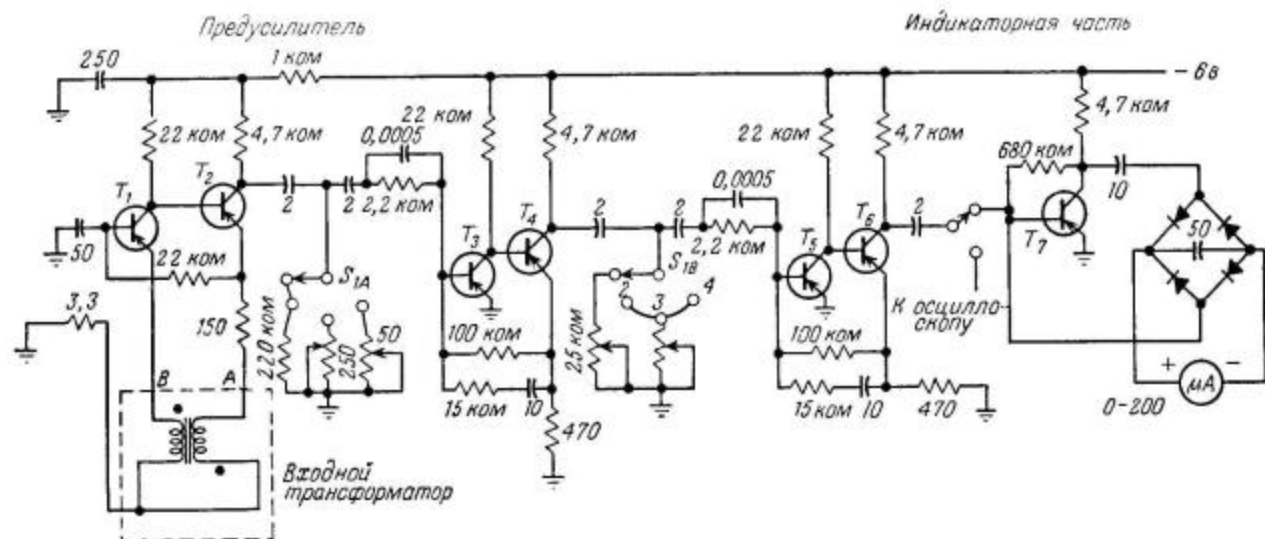 Предусилитель
Индикаторная часть
250
1 ком
– 6в
22 ком
4,7 ком
0,0005
22 ком
4,7 ком
22 ком
4,7 ком
4,7 ком
680 ком
T1
T2
2
2
2,2 ком
T3
T4
2
2
0,0005
2,2 ком
T5
T6
2
T7
10
50
50
22 ком
3,3
150
S1A
220 ком
250
50
100 ком
15 ком
10
470
S1B
2
3
4
25 ком
100 ком
15 ком
10
470
К осцилло-
скопу
+
–
μA
0-200
B
A
Входной
трансформатор